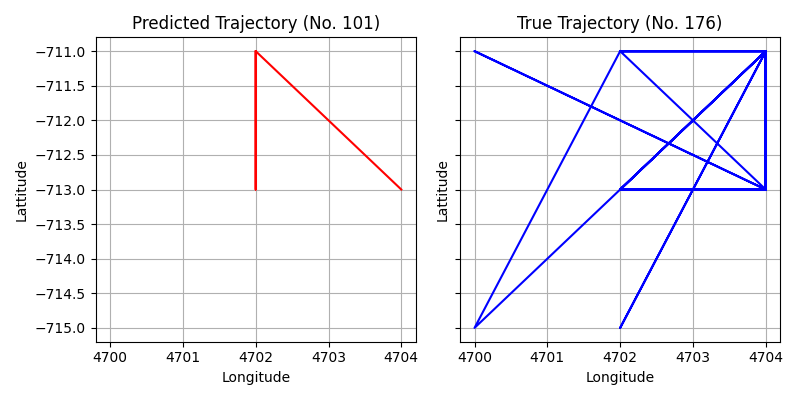 Predicted Trajectory (No. 101)
True Trajectory (No. 176)
−711.0
−711.5
−712.0
−712.5
−713.0
−713.5
−714.0
−714.5
−715.0
Lattitude
Lattitude
4700 4701 4702 4703 4704
4700 4701 4702 4703 4704
Longitude
Longitude